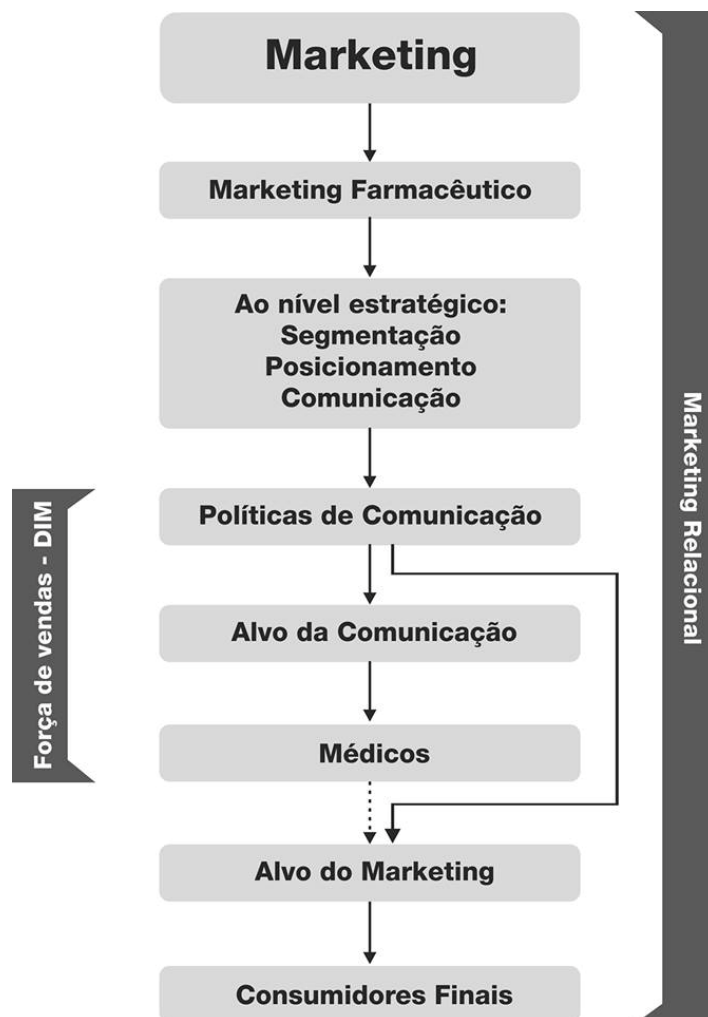 Marketing
Marketing Farmacêutico
Ao nível estratégico:
Segmentação
Posicionamento
Comunicação
Políticas de Comunicação
Alvo da Comunicação
Médicos
Alvo do Marketing
Consumidores Finais
Força de vendas - DIM
Marketing Relacional